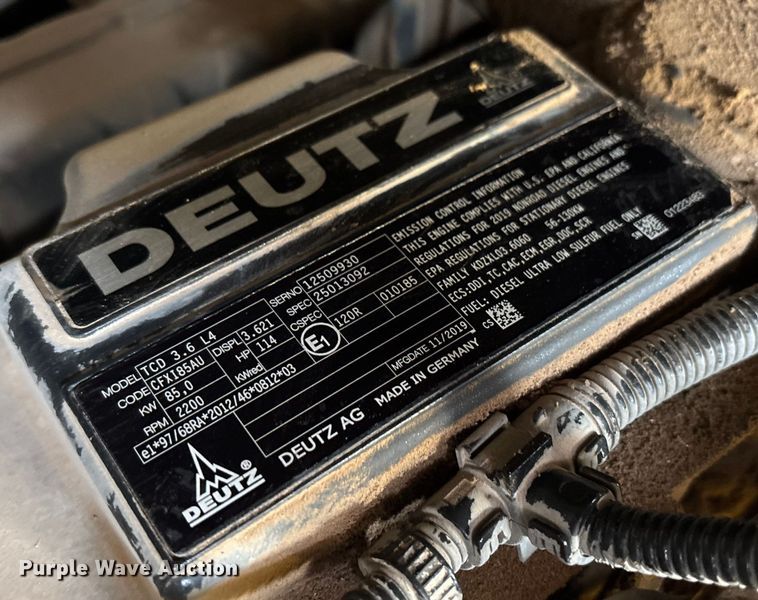 DEUTZ
DEUTZ
MODEL TCD 3.6 L4
CODE CFXI85AU DISPl 3,621
KW 85,0 HP 114
RPM 2200 KWred
e1*97/68RA*2012/46*0812*03
SERNO 12509930
SPEC 25013092
CSPEC 010185
E1 120R
DEUTZ AG MADE IN GERMANY
MFGDATE 11/2019
EMISSION CONTROL INFORMATION
THIS ENGINE COMPLIES WITH U.S. EPA AND CALIFORNIA
REGULATIONS FOR 2019 NONROAD DIESEL ENGINES AND
EPA REGULATIONS FOR STATIONARY DIESEL ENGINES
FAMILY KDZXL03.6060 56-130KW
ECS:DDI,TC,CAC,ECM,EGR,DOC,SCR
FUEL: DIESEL ULTRA LOW SULFUR FUEL ONLY
CS
SN
DEUTZ®
Purple Wave Auction